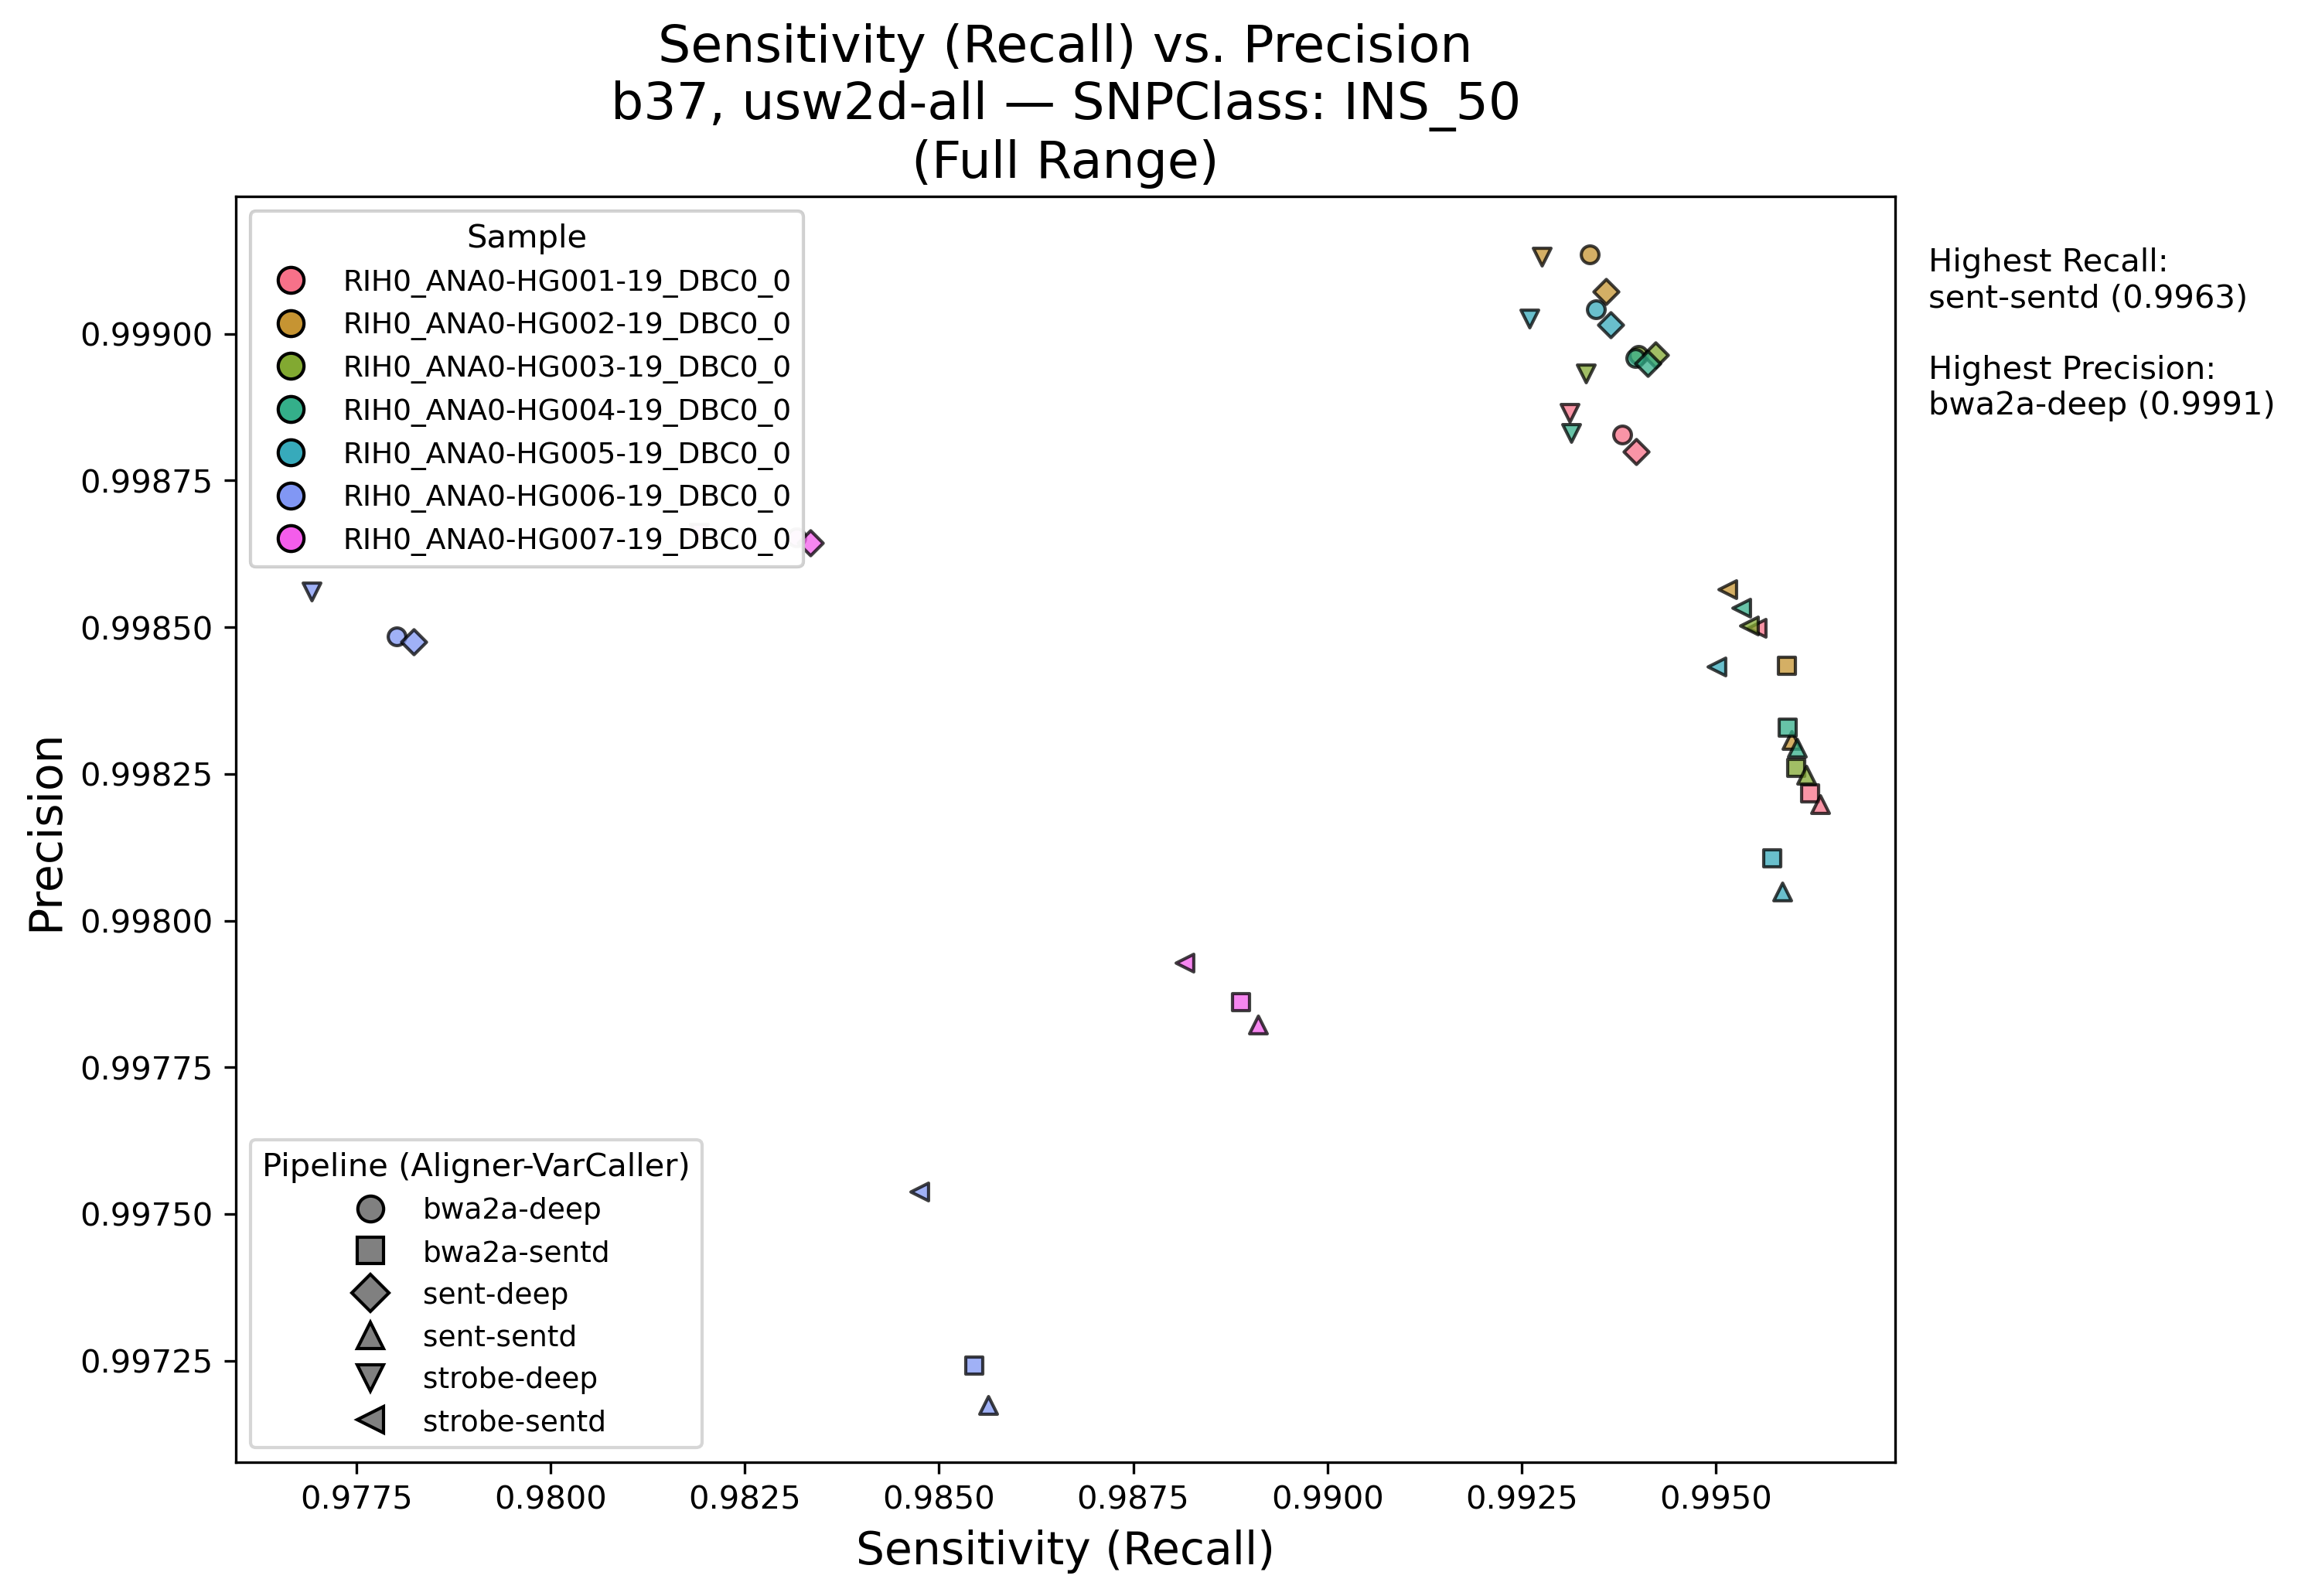 Sensitivity (Recall) vs. Precision
b37, usw2d-all — SNPClass: INS_50
(Full Range)
Sample
RIH0_ANA0-HG001-19_DBC0_0
RIH0_ANA0-HG002-19_DBC0_0
RIH0_ANA0-HG003-19_DBC0_0
RIH0_ANA0-HG004-19_DBC0_0
RIH0_ANA0-HG005-19_DBC0_0
RIH0_ANA0-HG006-19_DBC0_0
RIH0_ANA0-HG007-19_DBC0_0
Highest Recall:
sent-sentd (0.9963)
Highest Precision:
bwa2a-deep (0.9991)
Precision
0.99900
0.99875
0.99850
0.99825
0.99800
0.99775
0.99750
0.99725
Pipeline (Aligner-VarCaller)
bwa2a-deep
bwa2a-sentd
sent-deep
sent-sentd
strobe-deep
strobe-sentd
0.9775 0.9800 0.9825 0.9850 0.9875 0.9900 0.9925 0.9950
Sensitivity (Recall)